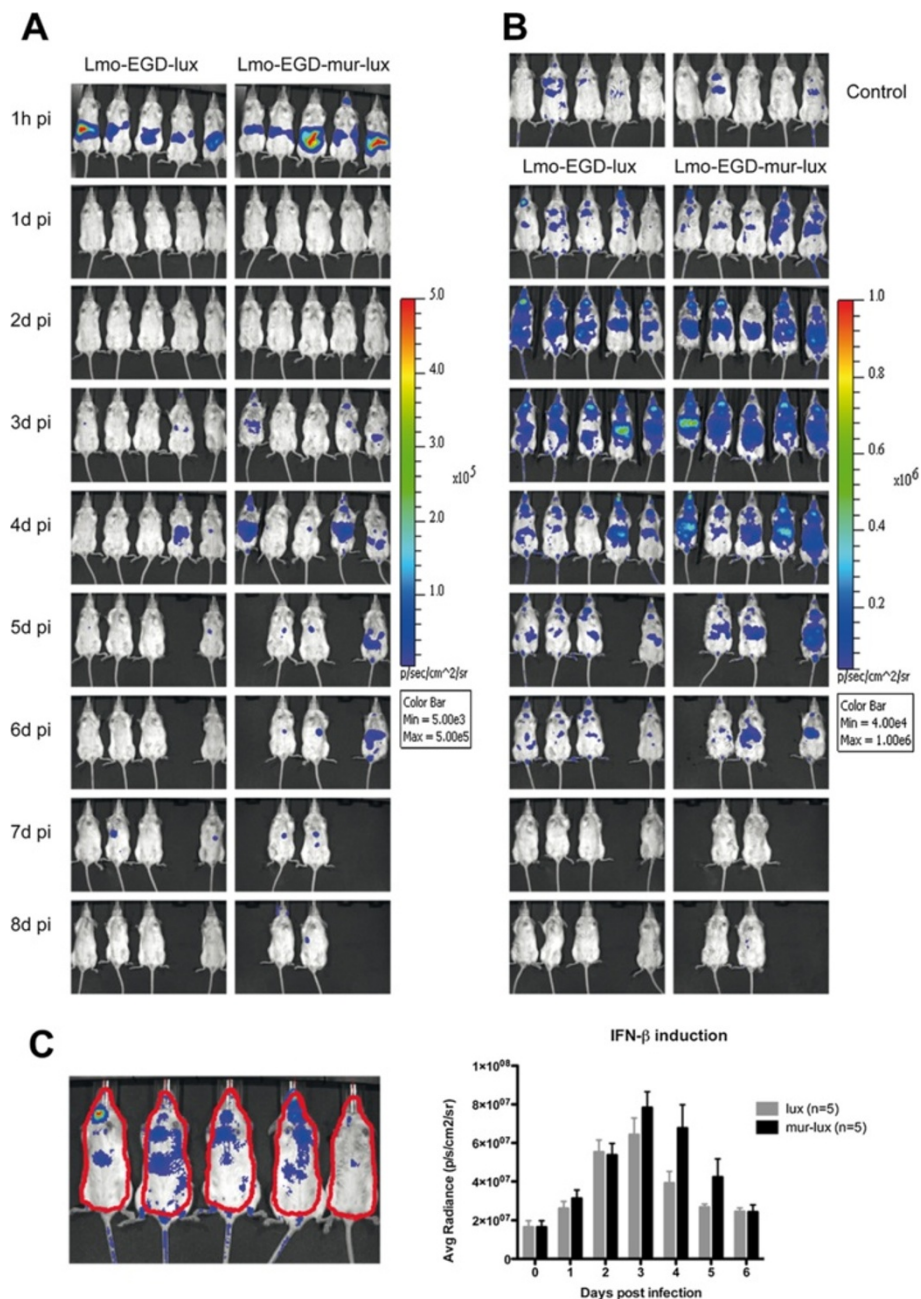 A
Lmo-EGD-lux Lmo-EGD-mur-lux
1h pi
1d pi
2d pi
3d pi
4d pi
5d pi
6d pi
7d pi
8d pi
5.0
4.0
3.0
x10^5
2.0
1.0
p/sec/cm^2/sr
Color Bar
Min = 5.00e3
Max = 5.00e5
B
Control
Lmo-EGD-lux Lmo-EGD-mur-lux
1.0
0.8
0.6
x10^6
0.4
0.2
p/sec/cm^2/sr
Color Bar
Min = 4.00e4
Max = 1.00e6
C
IFN-β induction
Avg Radiance (p/s/cm2/sr)
1×10^08
8×10^07
6×10^07
4×10^07
2×10^07
0
0 1 2 3 4 5 6
Days post infection
lux (n=5)
mur-lux (n=5)